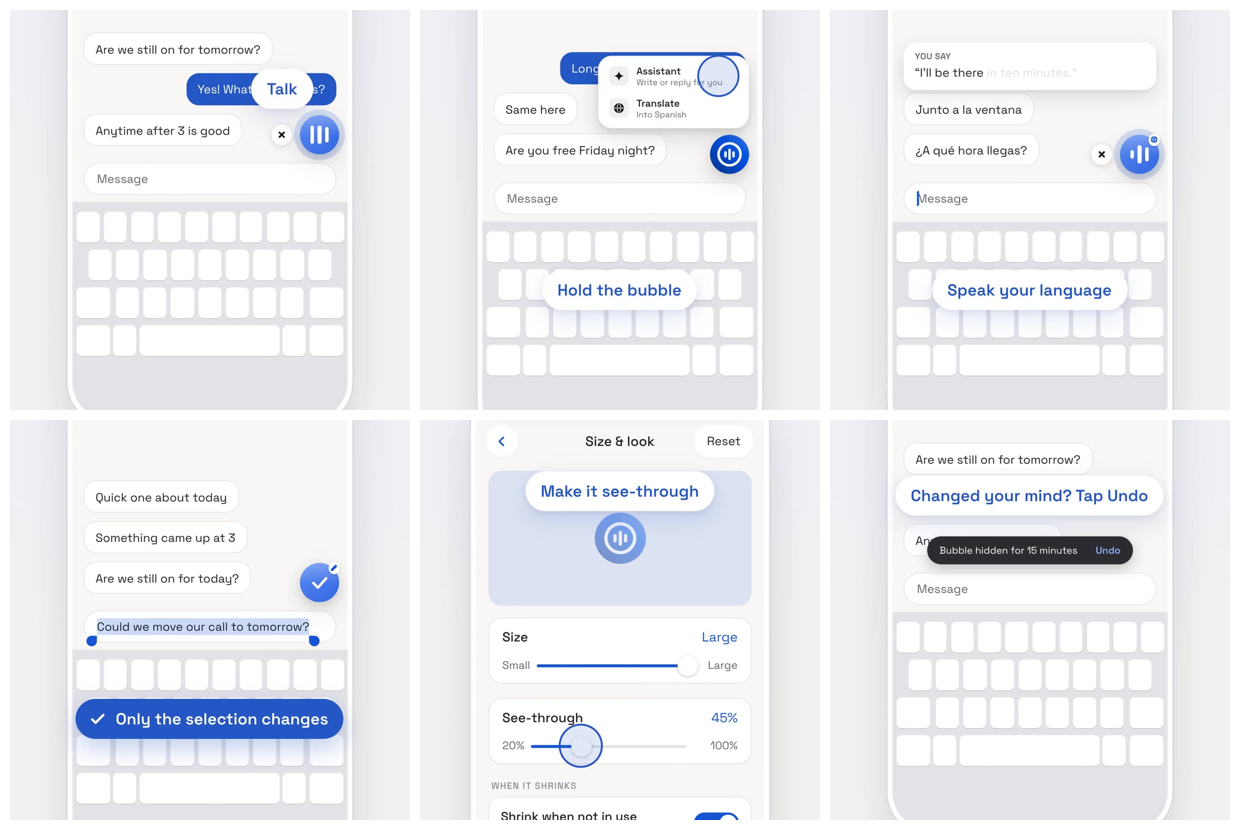 Are we still on for tomorrow?
Yes! What
s?
Talk
Anytime after 3 is good
Message
Long
Assistant
Write or reply for you
Translate
Into Spanish
Same here
Are you free Friday night?
Message
Hold the bubble
YOU SAY
“I’ll be there in ten minutes.”
Junto a la ventana
¿A qué hora llegas?
Message
Speak your language
Quick one about today
Something came up at 3
Are we still on for today?
Could we move our call to tomorrow?
Only the selection changes
Size & look
Reset
Make it see-through
Size
Large
Small
Large
See-through
45%
20%
100%
WHEN IT SHRINKS
Shrink when not in use
Are we still on for tomorrow?
Changed your mind? Tap Undo
Bubble hidden for 15 minutes Undo
Message